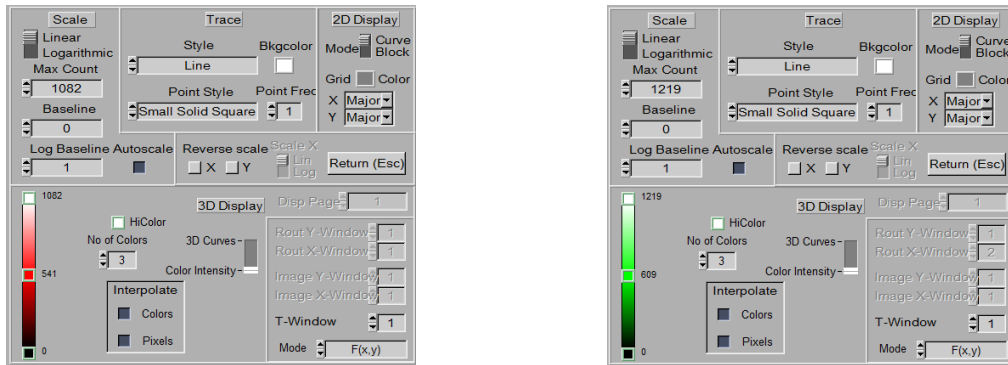 Scale
Trace
2D Display
Linear
Logarithmic
Style
Bkgcolor
Mode
Curve
Block
Max Count
Line
1082
Grid
Color
Baseline
Point Style
Point Frec
X Major
Small Solid Square
1
Y Major
0
Log Baseline
Autoscale
Reverse scale
Scale X
Lin
Log
1
X
Y
Return (Esc)
1082
3D Display
Disp Page
1
HiColor
Rout Y-Window
1
No of Colors
3D Curves
Rout X-Window
1
3
541
Color Intensity
Image Y-Window
1
Interpolate
Image X-Window
1
Colors
T-Window
1
Pixels
0
Mode
F(x,y)
Scale
Trace
2D Display
Linear
Logarithmic
Style
Bkgcolor
Mode
Curve
Block
Max Count
Line
1219
Grid
Color
Baseline
Point Style
Point Frec
X Major
Small Solid Square
1
Y Major
0
Log Baseline
Autoscale
Reverse scale
Scale X
Lin
Log
1
X
Y
Return (Esc)
1219
3D Display
Disp Page
1
HiColor
Rout Y-Window
1
No of Colors
3D Curves
Rout X-Window
2
3
609
Color Intensity
Image Y-Window
1
Interpolate
Image X-Window
1
Colors
T-Window
1
Pixels
0
Mode
F(x,y)